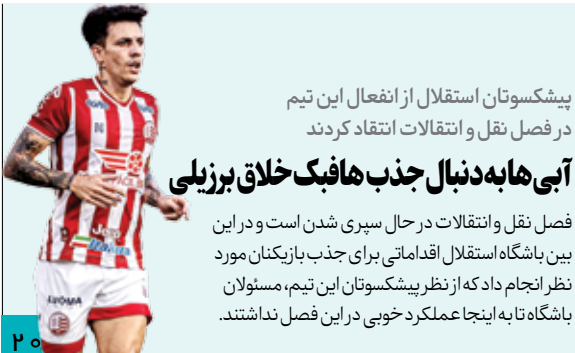 پیشکسوتان استقلال از انفعال این تیم
در فصل نقل و انتقالات انتقاد کردند
آبی‌ها به دنبال جذب هافبک خلاق برزیلی
فصل نقل و انتقالات در حال سپری شدن است و در این
بین باشگاه استقلال اقداماتی برای جذب بازیکنان مورد
نظر انجام داد که از نظر پیشکسوتان این تیم، مسئولان
باشگاه تا به اینجا عملکرد خوبی در این فصل نداشتند.
۲۰